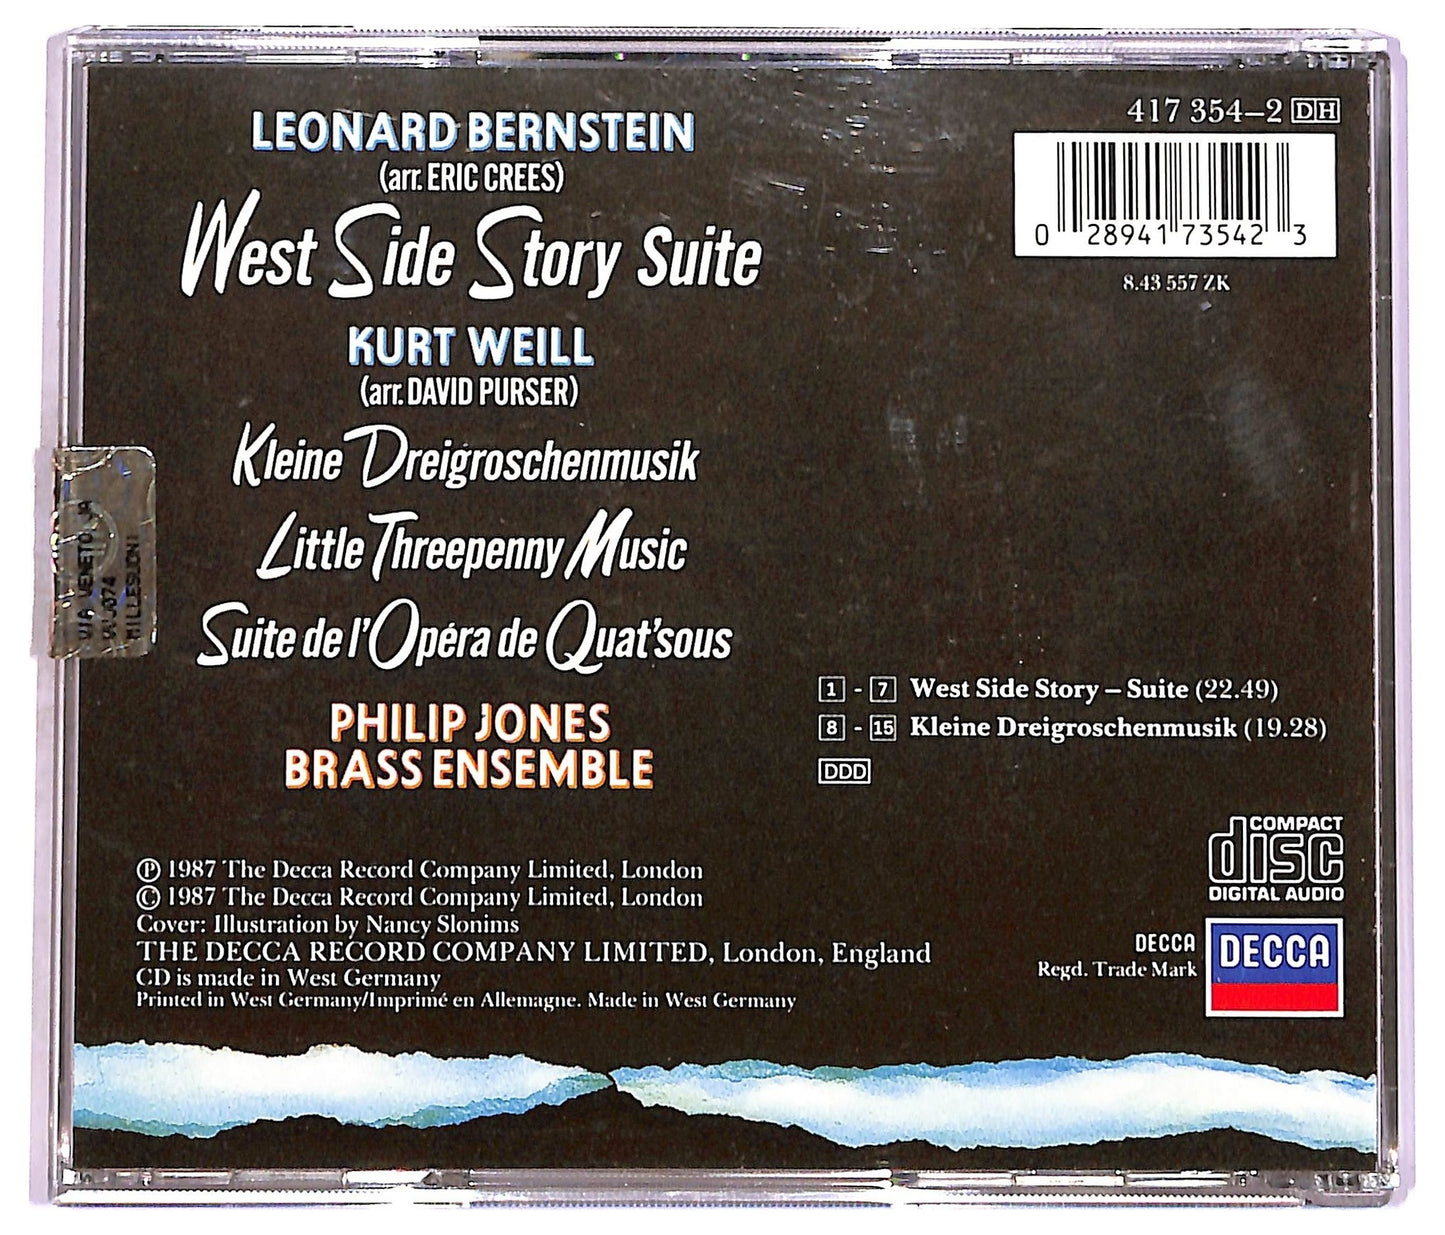 LEONARD BERNSTEIN
(arr. ERIC CREES)
West Side Story Suite
KURT WEILL
(arr. DAVID PURSER)
Kleine Dreigroschenmusik
Little Threepenny Music
Suite de l'Opéra de Quat'sous
PHILIP JONES
BRASS ENSEMBLE
417 354-2 DH
0 28941 73542 3
8.43 557 ZK
1 - 7 West Side Story – Suite (22.49)
8 - 15 Kleine Dreigroschenmusik (19.28)
DDD
℗ 1987 The Decca Record Company Limited, London
© 1987 The Decca Record Company Limited, London
Cover: Illustration by Nancy Slonims
THE DECCA RECORD COMPANY LIMITED, London, England
CD is made in West Germany
Printed in West Germany/Imprimé en Allemagne. Made in West Germany
COMPACT
disc
DIGITAL AUDIO
DECCA
Regd. Trade Mark
DECCA
VIA VENETO
MILLESUONI